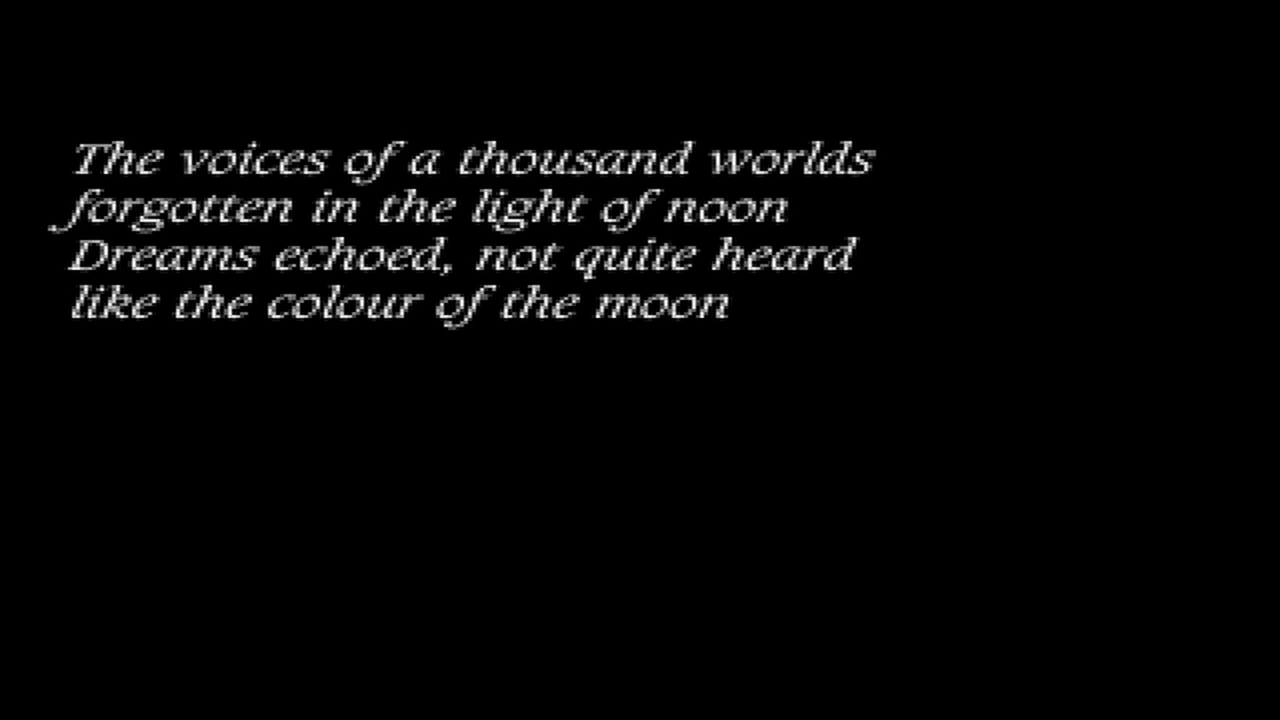 The voices of a thousand worlds
forgotten in the light of noon
Dreams echoed, not quite heard
like the colour of the moon